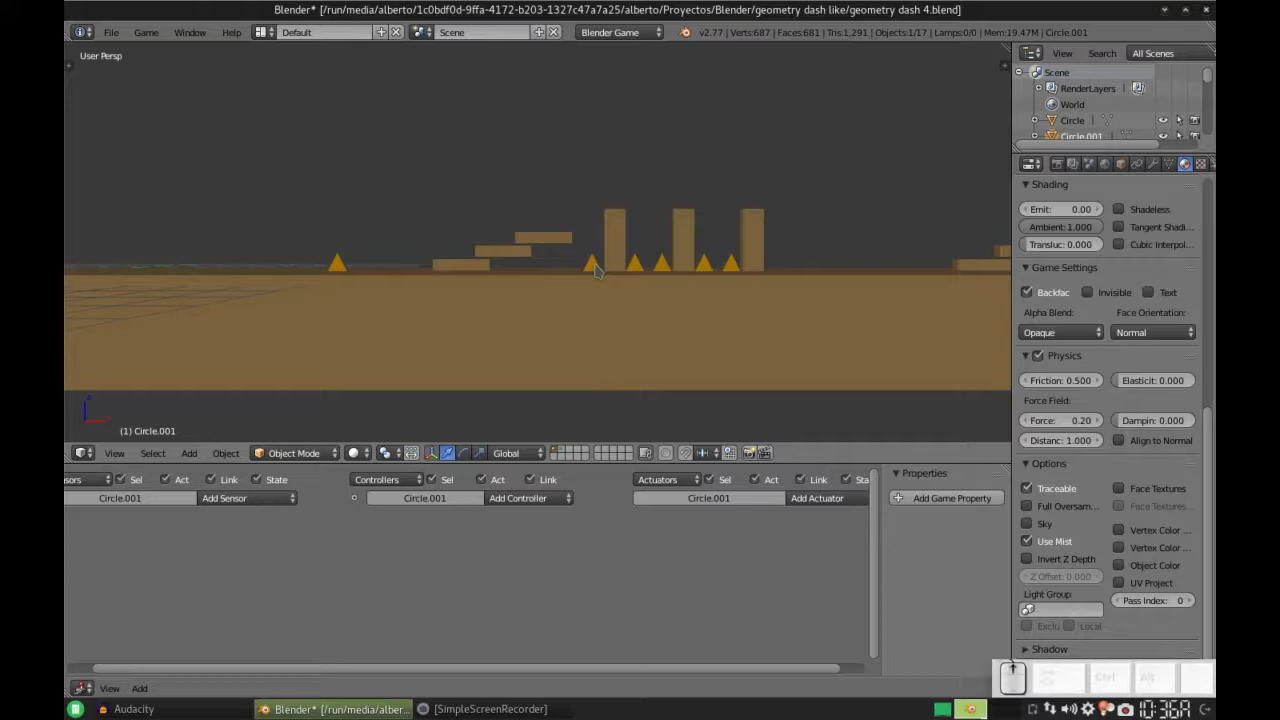 Blender* [/run/media/alberto/1c0bdf0d-9ffa-4172-b203-1327c47a7a25/alberto/Proyectos/Blender/geometry dash like/geometry dash 4.blend]
File Game Window Help Default Scene Blender Game v2.77 | Verts:687 | Faces:681 | Tris:1,291 | Objects:1/17 | Lamps:0/0 | Mem:19.47M | Circle.001
User Persp
View Search All Scenes
Scene
RenderLayers
World
Circle
Circle.001
Shading
Emit: 0.00 Shadeless
Ambient: 1.000 Tangent Shadi...
Transluc: 0.000 Cubic Interpol...
Game Settings
Backfac Invisible Text
Alpha Blend: Face Orientation:
Opaque Normal
Physics
Friction: 0.500 Elasticit: 0.000
Force Field:
Force: 0.20 Dampin: 0.000
Distanc: 1.000 Align to Normal
Options
Traceable Face Textures
Full Oversam... Face Textures...
Sky Vertex Color ...
Use Mist Vertex Color ...
Invert Z Depth Object Color
Z Offset: 0.000 UV Project
Light Group: Pass Index: 0
Exclu Local
Shadow
(1) Circle.001
View Select Add Object Object Mode Global
nsors Sel Act Link State Controllers Sel Act Link Actuators Sel Act Link Sta
Circle.001 Add Sensor Circle.001 Add Controller Circle.001 Add Actuator
Properties
Add Game Property
View Add
Ctrl Alt
Audacity Blender* [/run/media/alber... [SimpleScreenRecorder] 10:36A